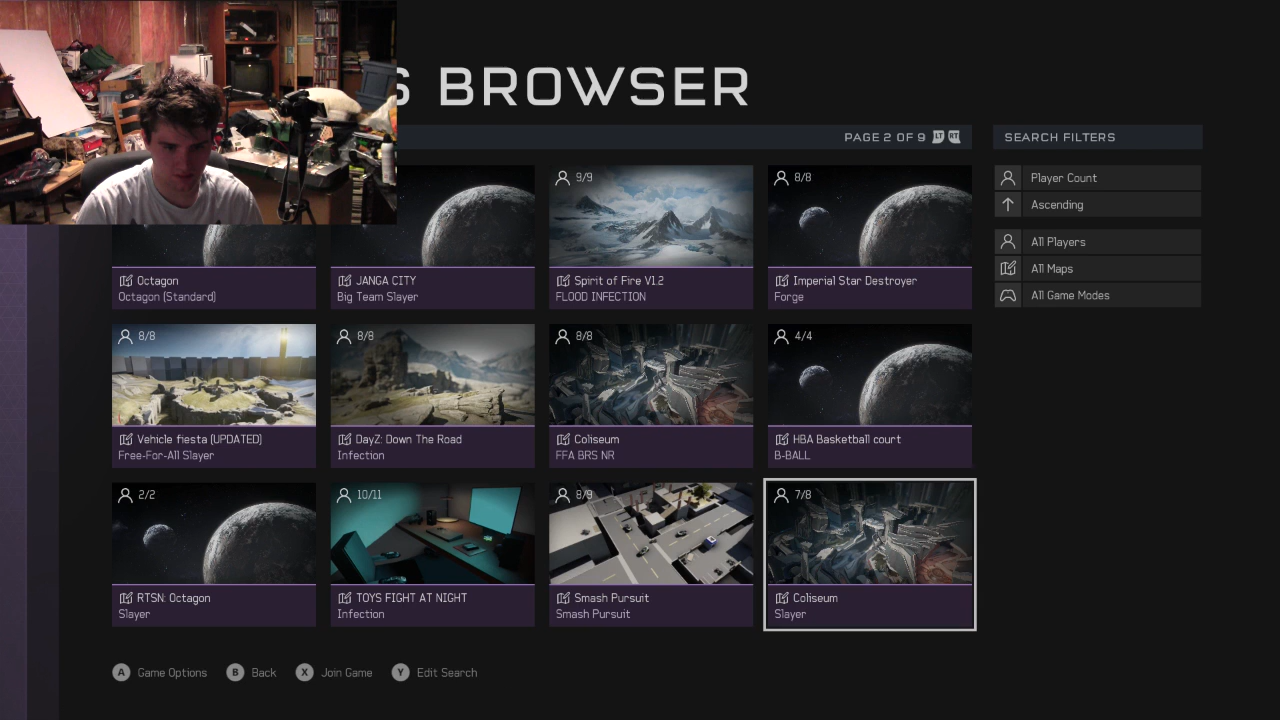 S BROWSER
PAGE 2 OF 9 LT RT
SEARCH FILTERS
Player Count
Ascending
All Players
All Maps
All Game Modes
Octagon
Octagon (Standard)
JANGA CITY
Big Team Slayer
9/9
Spirit of Fire V1.2
FLOOD INFECTION
8/8
Imperial Star Destroyer
Forge
8/8
Vehicle fiesta (UPDATED)
Free-For-All Slayer
8/8
DayZ: Down The Road
Infection
8/8
Coliseum
FFA BRS NR
4/4
HBA Basketball court
B-BALL
2/2
RTSN: Octagon
Slayer
10/11
TOYS FIGHT AT NIGHT
Infection
8/9
Smash Pursuit
Smash Pursuit
7/8
Coliseum
Slayer
A Game Options B Back X Join Game Y Edit Search